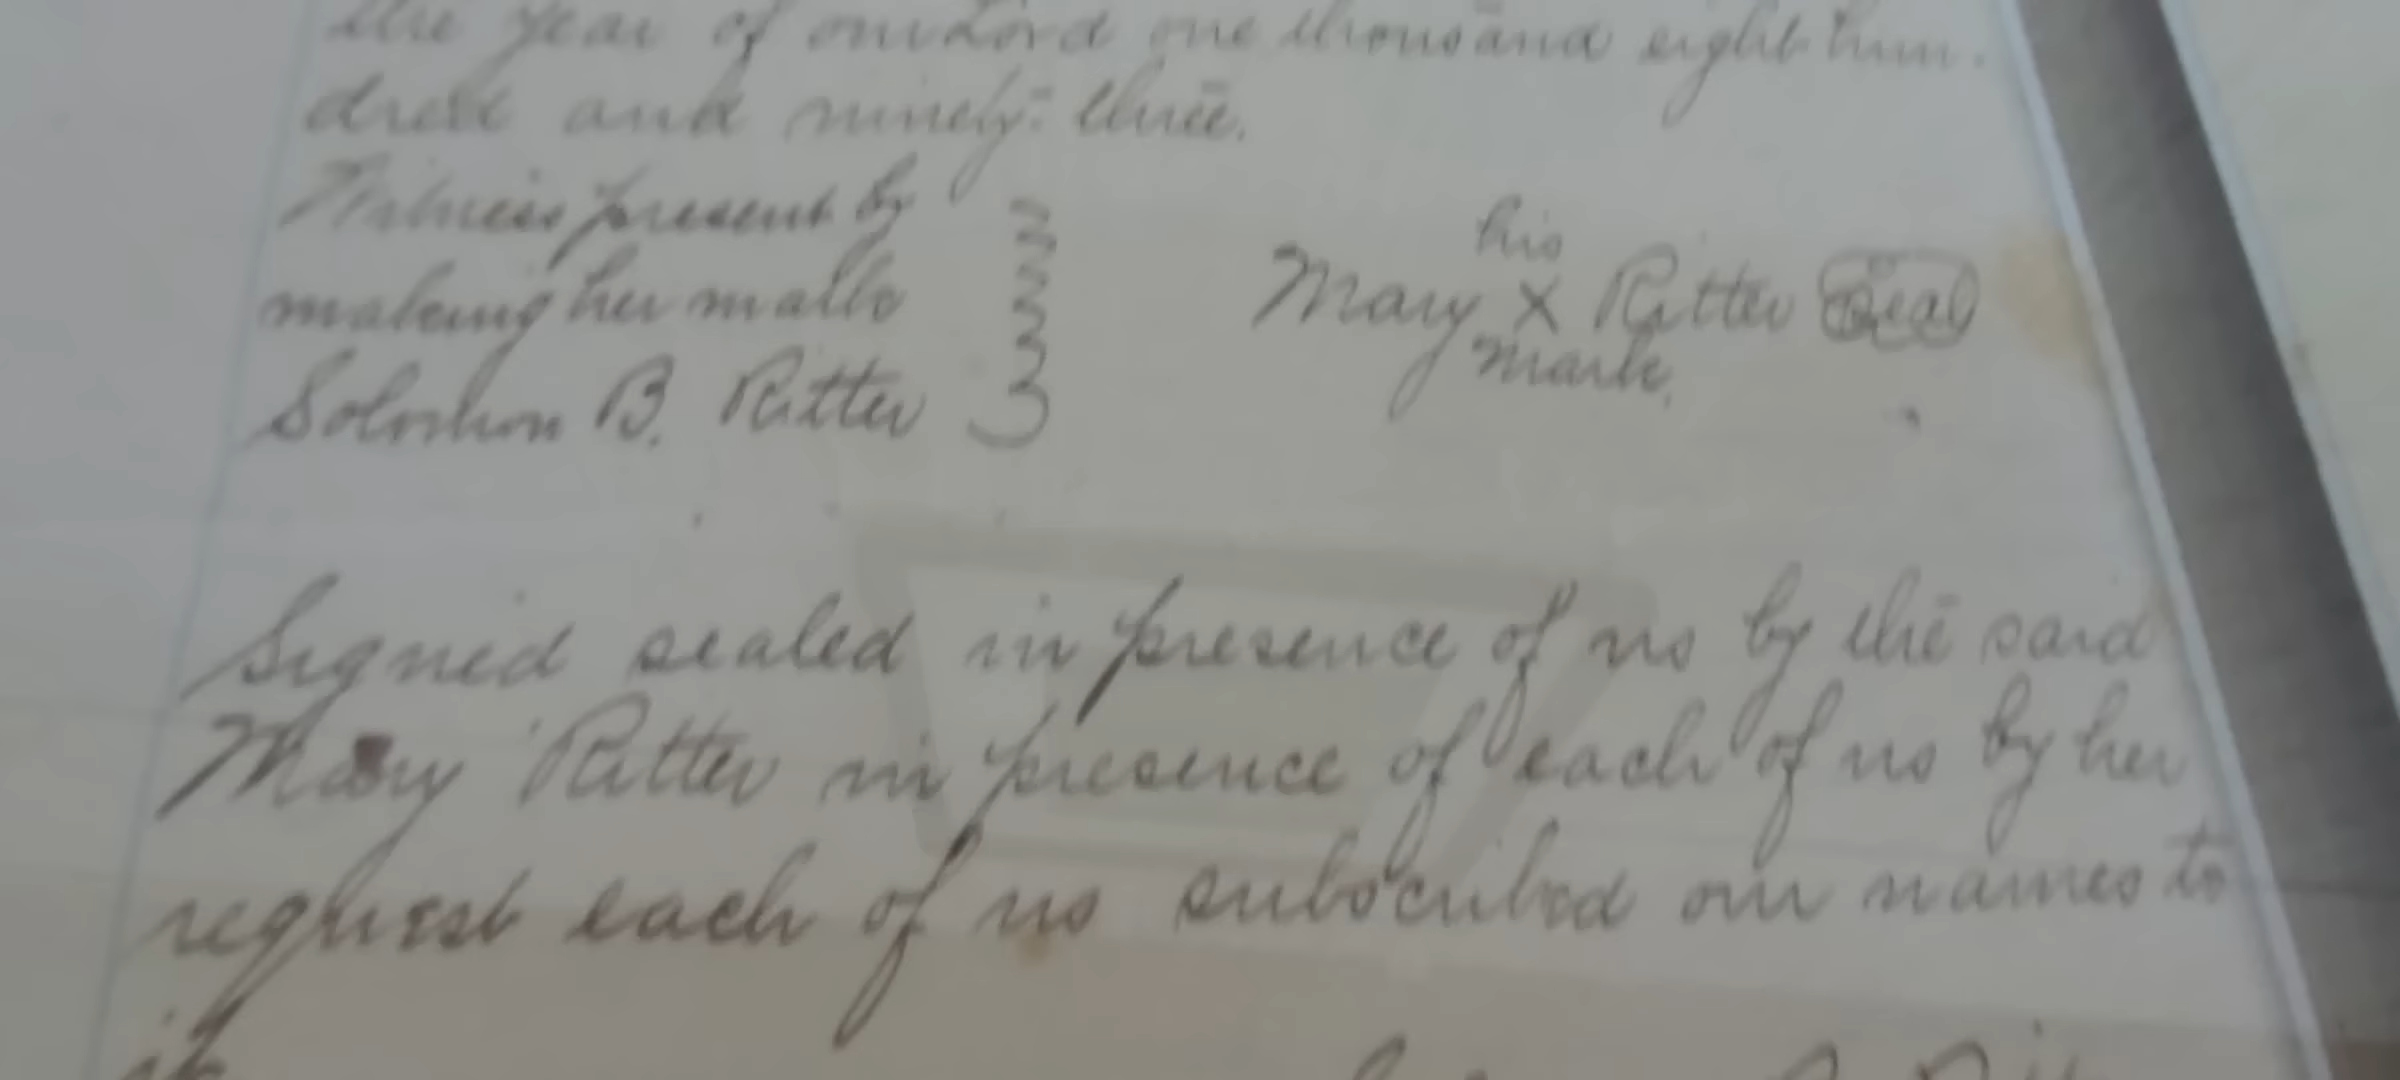 the year of our Lord one thousand eight hun-
dred and ninety-three.
Witness present by
making her mark
Solomon B. Ritter
his
Mary X Ritter Seal
mark.
Signed sealed in presence of us by the said
Mary Ritter in presence of each of us by her
request each of us subscribed our names to
it